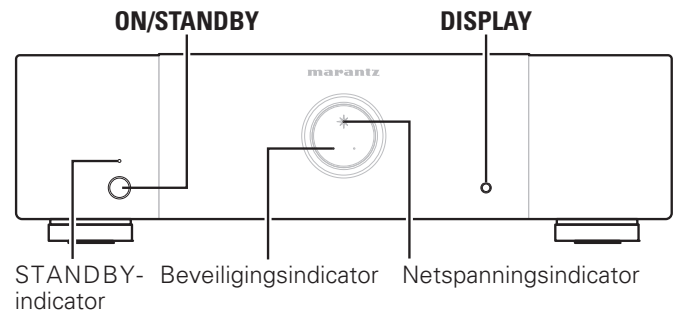 ON/STANDBY DISPLAY
marantz
STANDBY- Beveiligingsindicator Netspanningsindicator
indicator